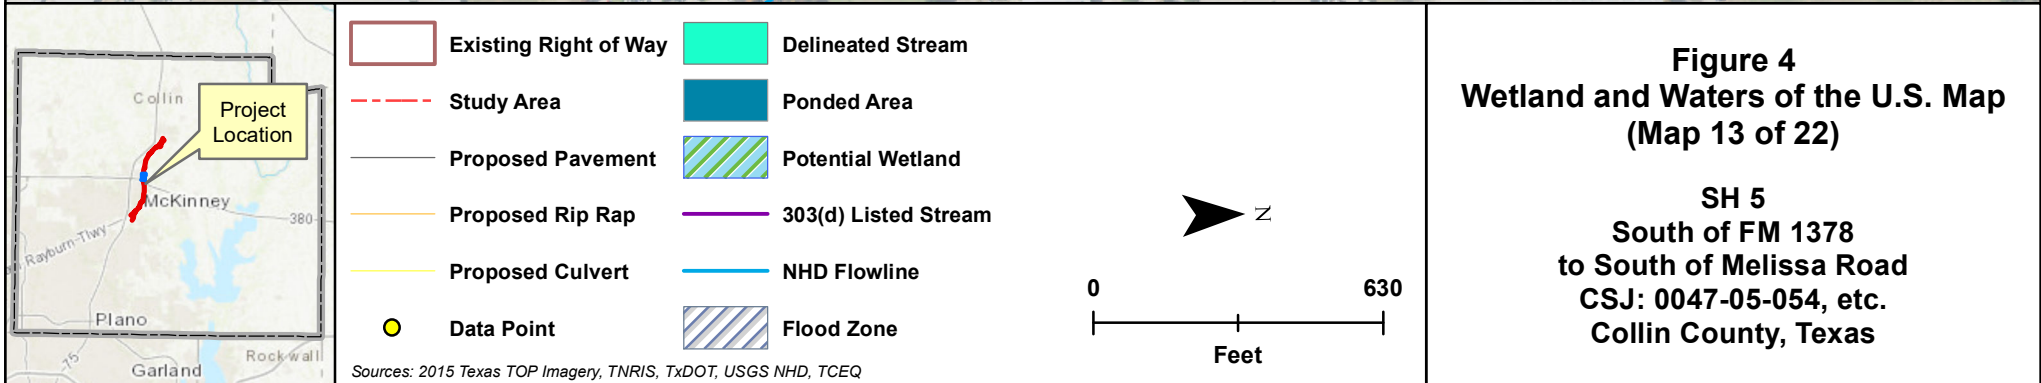 Collin
Project
Location
McKinney
380
Rayburn-Tlwy
Plano
75
Rockwall
Garland
Existing Right of Way
Study Area
Proposed Pavement
Proposed Rip Rap
Proposed Culvert
Data Point
Delineated Stream
Ponded Area
Potential Wetland
303(d) Listed Stream
NHD Flowline
Flood Zone
Sources: 2015 Texas TOP Imagery, TNRIS, TxDOT, USGS NHD, TCEQ
N
0 630
Feet
Figure 4
Wetland and Waters of the U.S. Map
(Map 13 of 22)
SH 5
South of FM 1378
to South of Melissa Road
CSJ: 0047-05-054, etc.
Collin County, Texas